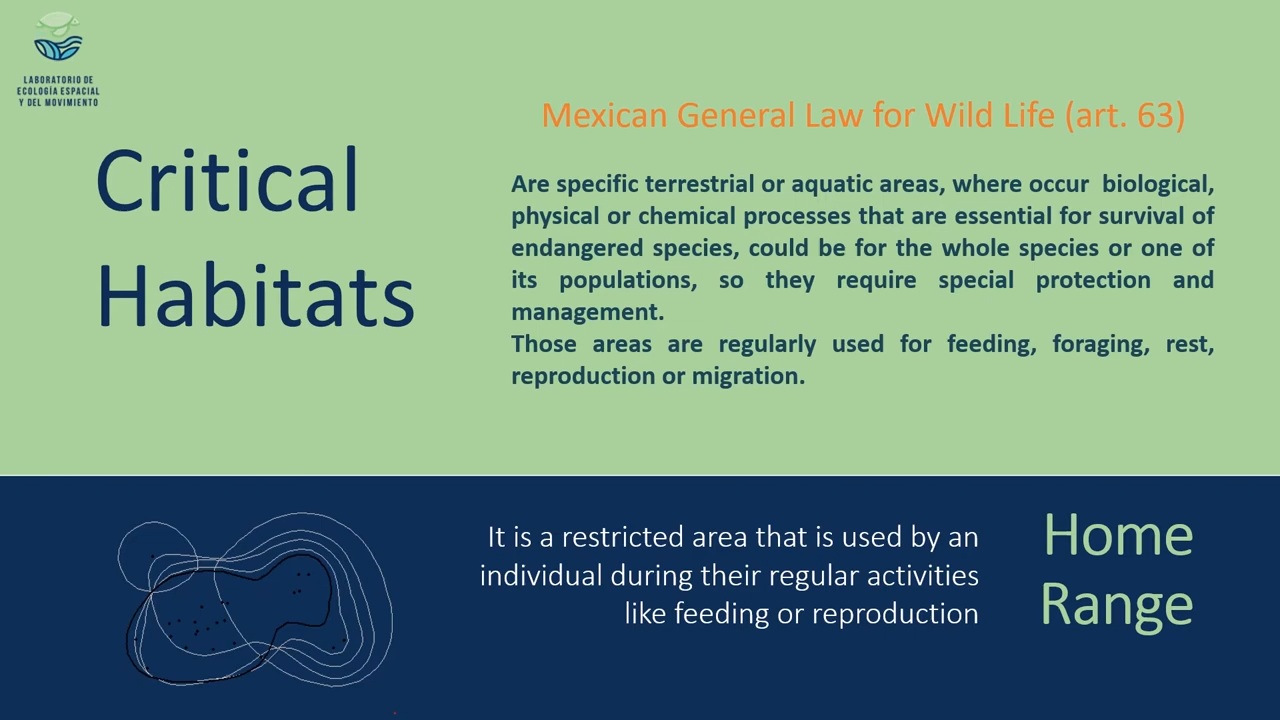 LABORATORIO DE
ECOLOGÍA ESPACIAL
Y DEL MOVIMIENTO
Critical
Habitats
Mexican General Law for Wild Life (art. 63)
Are specific terrestrial or aquatic areas, where occur  biological,
physical or chemical processes that are essential for survival of
endangered species, could be for the whole species or one of
its populations, so they require special protection and
management.
Those areas are regularly used for feeding, foraging, rest,
reproduction or migration.
It is a restricted area that is used by an
individual during their regular activities
like feeding or reproduction
Home
Range